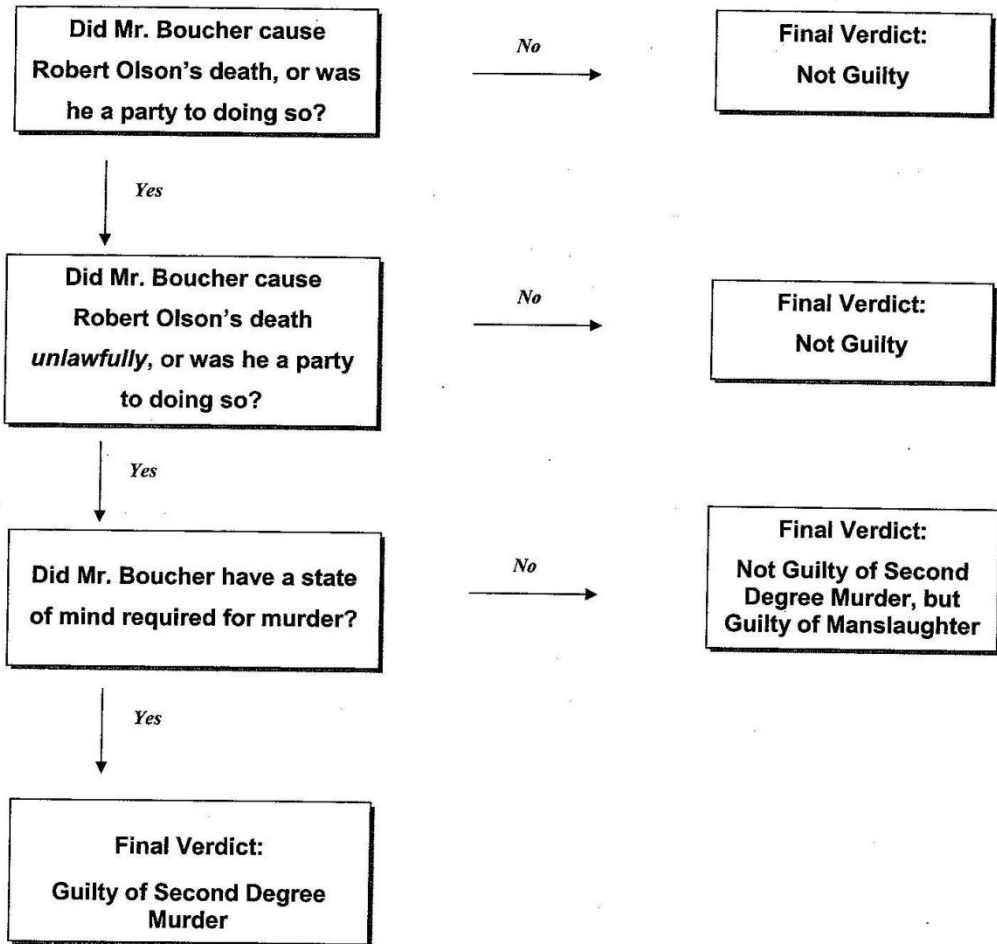 Did Mr. Boucher cause
Robert Olson's death, or was
he a party to doing so?
No
Final Verdict:
Not Guilty
Yes
Did Mr. Boucher cause
Robert Olson's death
unlawfully, or was he a party
to doing so?
No
Final Verdict:
Not Guilty
Yes
Did Mr. Boucher have a state
of mind required for murder?
No
Final Verdict:
Not Guilty of Second
Degree Murder, but
Guilty of Manslaughter
Yes
Final Verdict:
Guilty of Second Degree
Murder